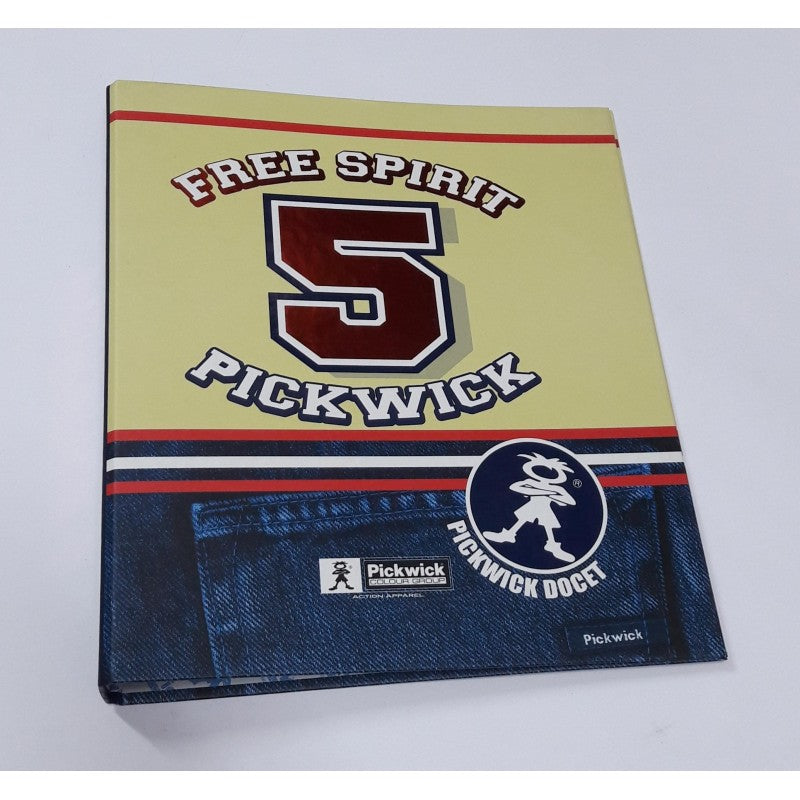 FREE SPIRIT
5
PICKWICK
®
PICKWICK DOCET
Pickwick
COLOUR GROUP
ACTION APPAREL
Pickwick